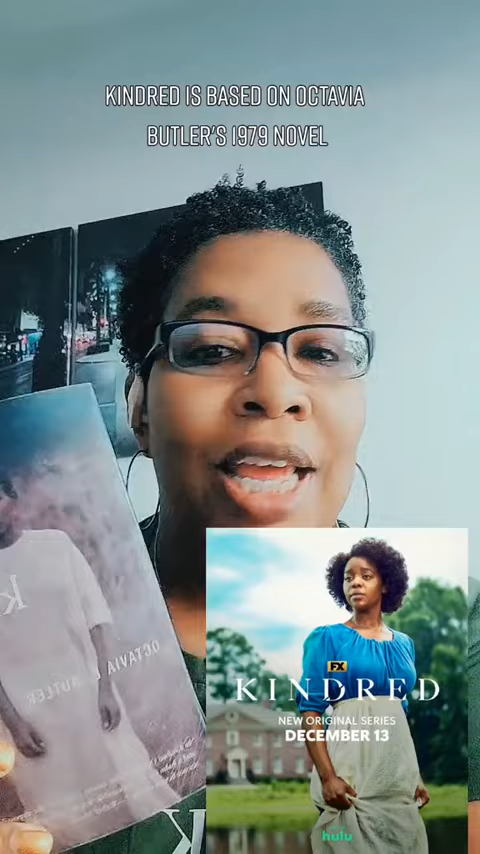 KINDRED IS BASED ON OCTAVIA
BUTLER'S 1979 NOVEL
K
OCTAVIA
BUTLER
K
FX
KINDRED
NEW ORIGINAL SERIES
DECEMBER 13
hulu